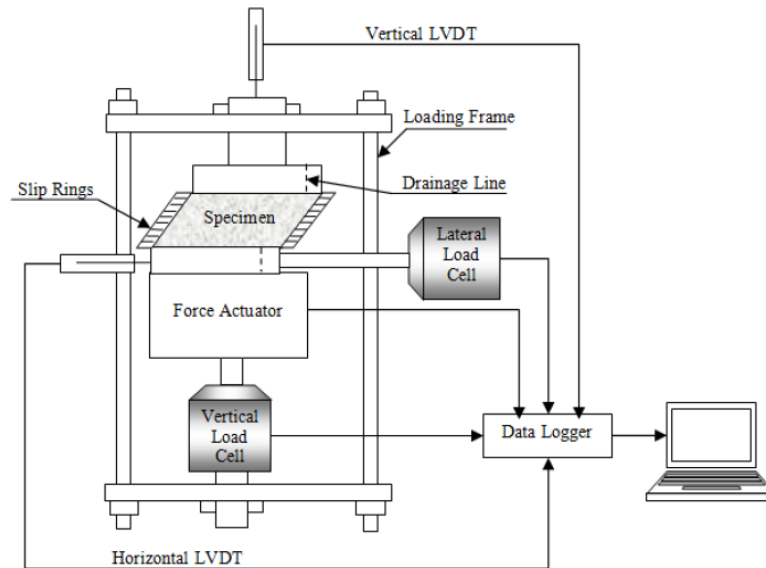 Vertical LVDT
Loading Frame
Slip Rings
Drainage Line
Specimen
Lateral
Load
Cell
Force Actuator
Vertical
Load
Cell
Data Logger
Horizontal LVDT